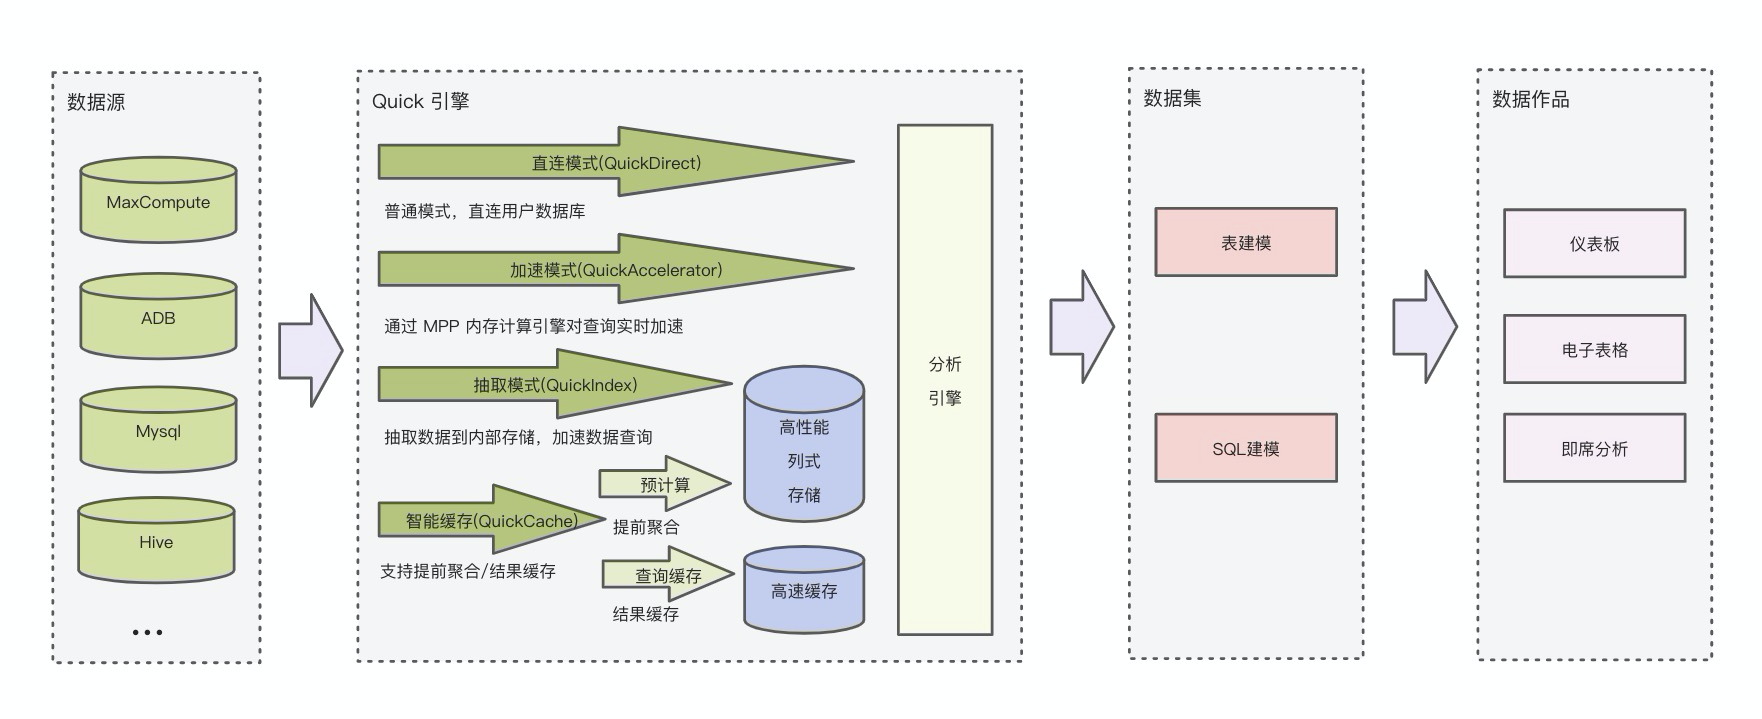 数据源
MaxCompute
ADB
Mysql
Hive
•••
Quick 引擎
直连模式(QuickDirect)
普通模式，直连用户数据库
加速模式(QuickAccelerator)
通过 MPP 内存计算引擎对查询实时加速
抽取模式(QuickIndex)
抽取数据到内部存储，加速数据查询
智能缓存(QuickCache)
支持提前聚合/结果缓存
预计算
提前聚合
查询缓存
结果缓存
高性能
列式
存储
高速缓存
分析
引擎
数据集
表建模
SQL建模
数据作品
仪表板
电子表格
即席分析